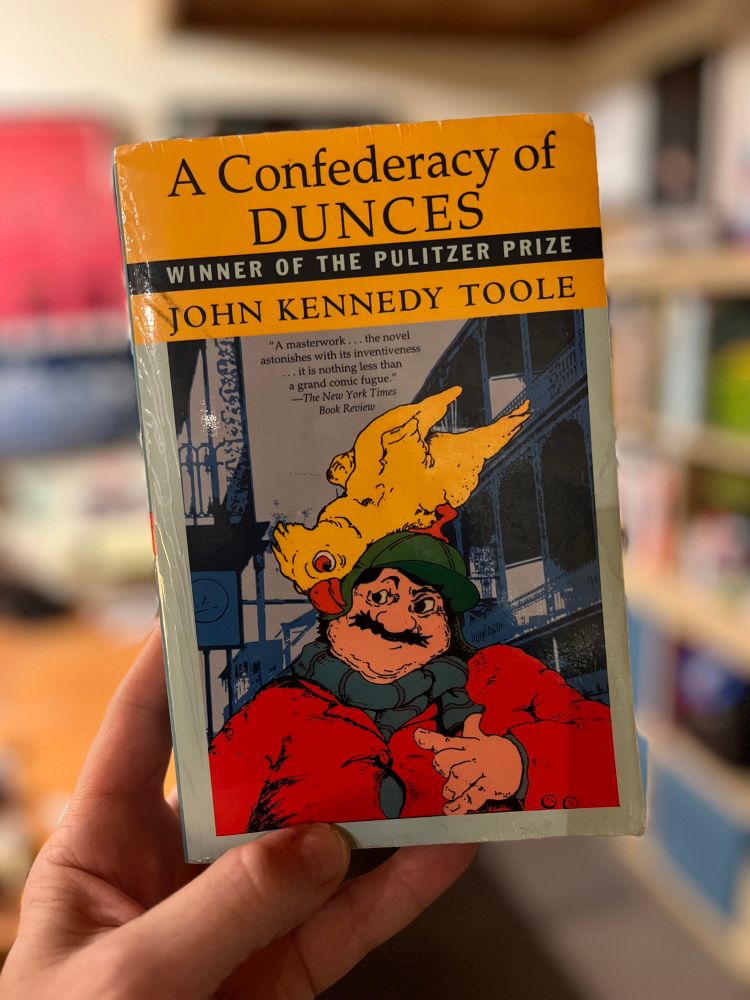 A Confederacy of
DUNCES
WINNER OF THE PULITZER PRIZE
JOHN KENNEDY TOOLE
“A masterwork . . . the novel
astonishes with its inventiveness
. . . it is nothing less than
a grand comic fugue.”
—The New York Times
Book Review